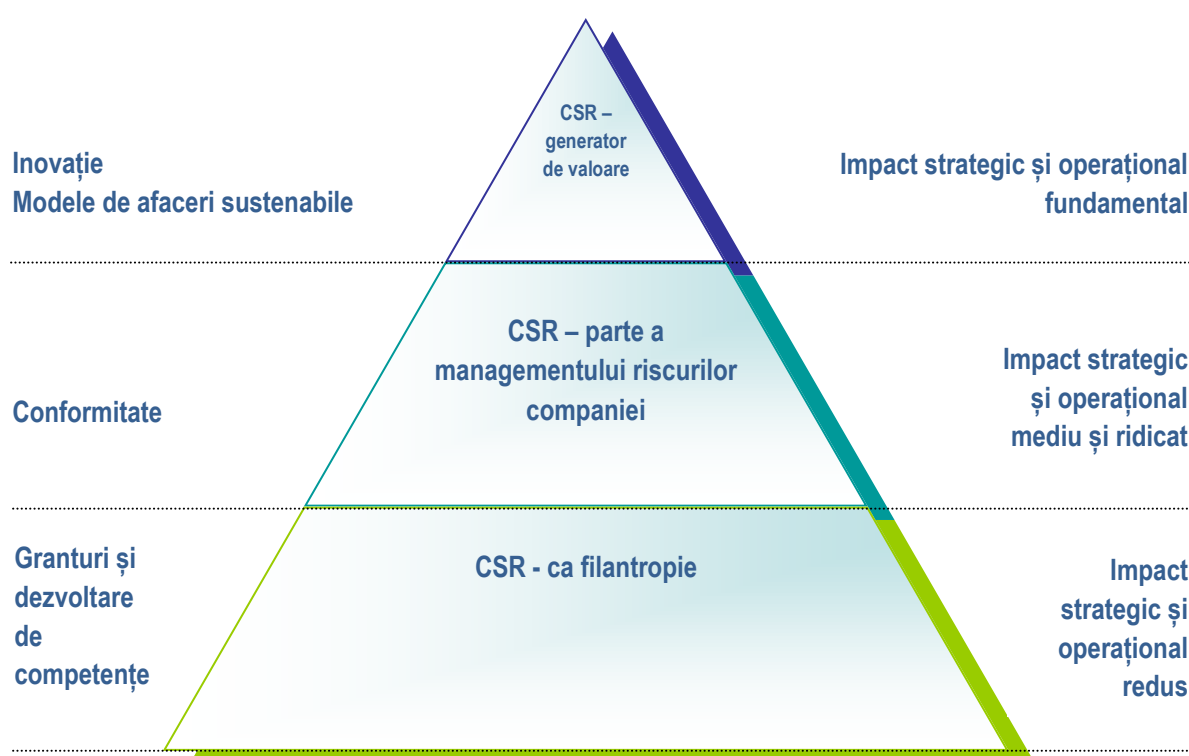 CSR –
generator
de valoare
Inovație
Modele de afaceri sustenabile
Impact strategic și operațional
fundamental
CSR – parte a
managementului riscurilor
companiei
Conformitate
Impact strategic
și operațional
mediu și ridicat
Granturi și
dezvoltare
de
competențe
CSR - ca filantropie
Impact
strategic și
operațional
redus